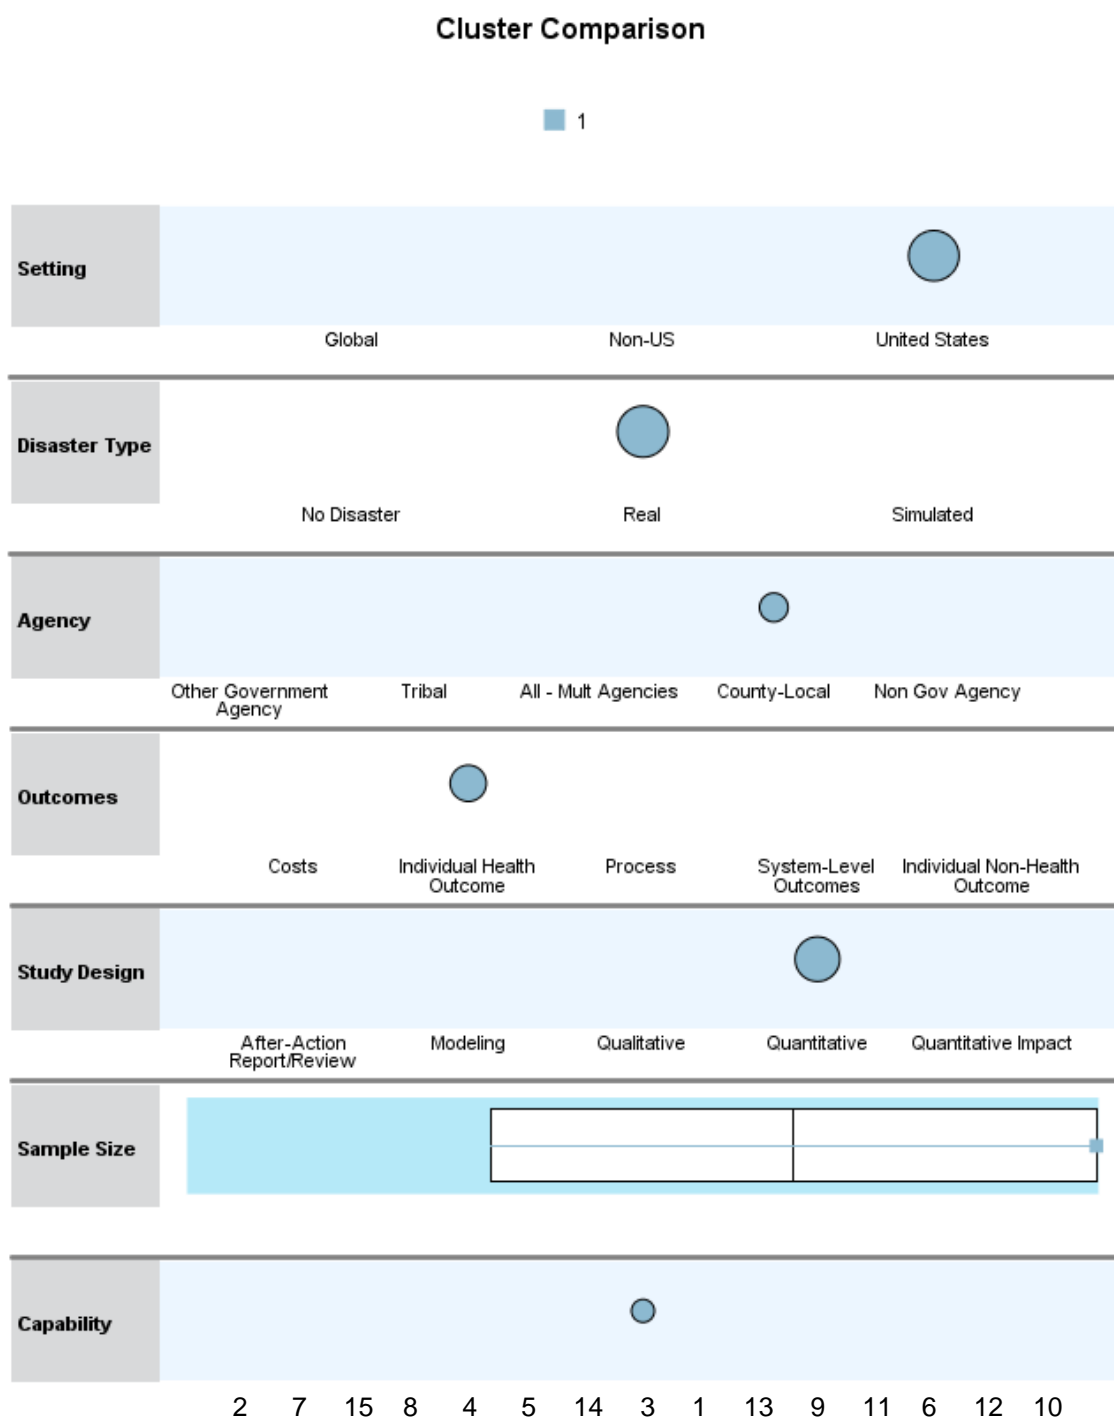 Cluster Comparison
1
Setting
Global Non-US United States
Disaster Type
No Disaster Real Simulated
Agency
Other Government Tribal All - Mult Agencies County-Local Non Gov Agency
Agency
Outcomes
Costs Individual Health Process System-Level Individual Non-Health
Outcome Outcomes Outcome
Study Design
After-Action Modeling Qualitative Quantitative Quantitative Impact
Report/Review
Sample Size
Capability
2 7 15 8 4 5 14 3 1 13 9 11 6 12 10